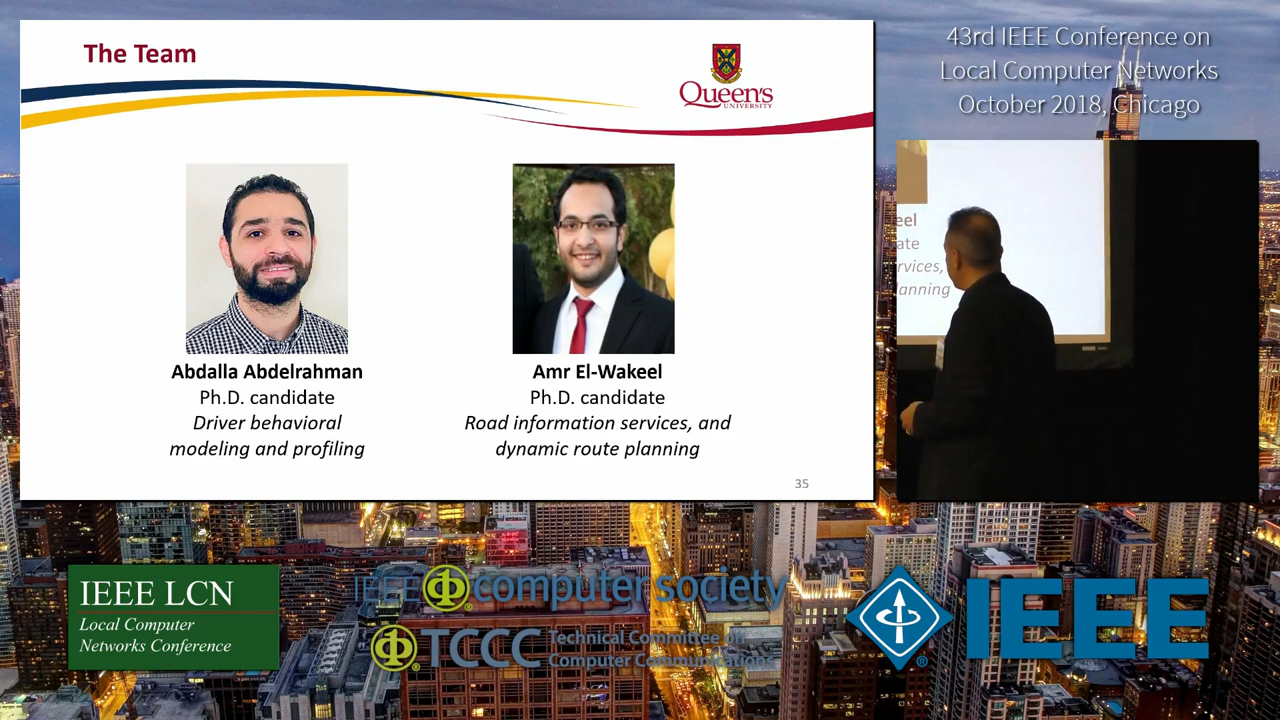 The Team
Queen's
UNIVERSITY
Abdalla Abdelrahman
Ph.D. candidate
Driver behavioral
modeling and profiling
Amr El-Wakeel
Ph.D. candidate
Road information services, and
dynamic route planning
35
43rd IEEE Conference on
Local Computer Networks
October 2018, Chicago
eel
ate
rvices,
lanning
IEEE LCN
Local Computer
Networks Conference
IEEE computer society
TCCC Technical Committee on
Computer Communications
IEEE
®